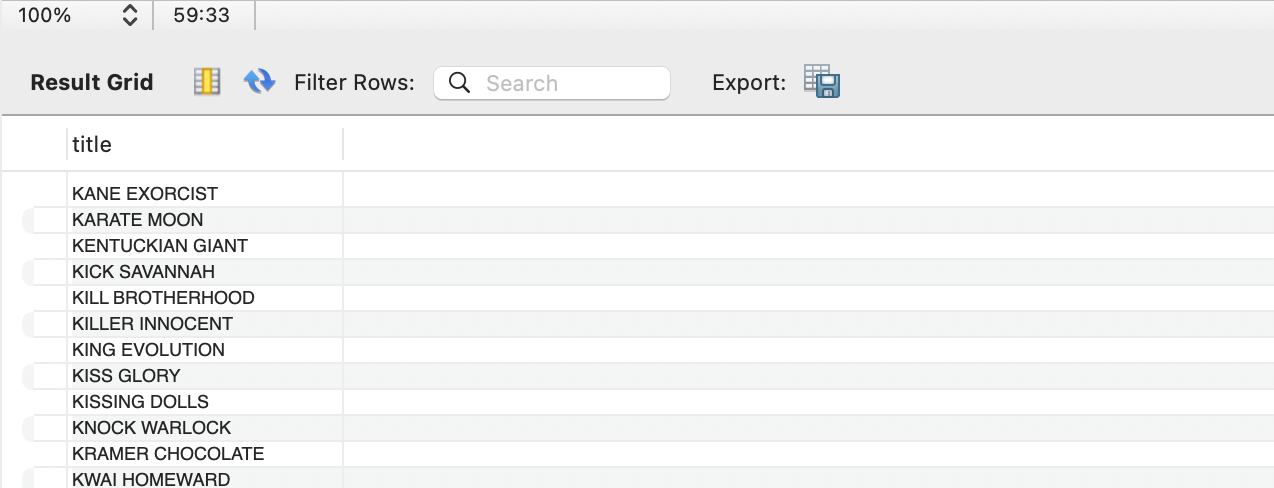 100% 59:33
Result Grid Filter Rows: Search Export:
title
KANE EXORCIST
KARATE MOON
KENTUCKIAN GIANT
KICK SAVANNAH
KILL BROTHERHOOD
KILLER INNOCENT
KING EVOLUTION
KISS GLORY
KISSING DOLLS
KNOCK WARLOCK
KRAMER CHOCOLATE
KWAI HOMEWARD